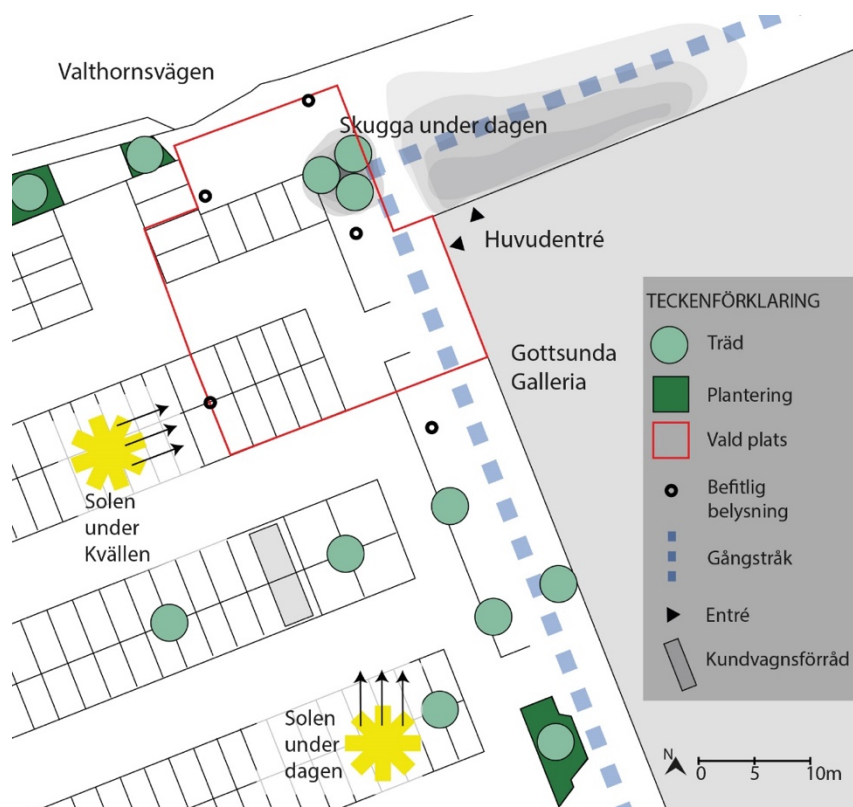 Valthornsvägen
Skugga under dagen
Huvudentré
Gottsunda
Galleria
Solen
under
Kvällen
Solen
under
dagen
TECKENFÖRKLARING
Träd
Plantering
Vald plats
Befitlig
belysning
Gångstråk
Entré
Kundvagnsförråd
N
0 5 10m